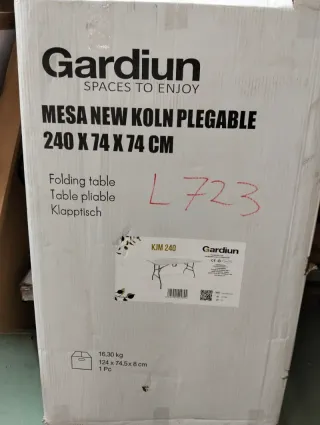 Gardiun
SPACES TO ENJOY
MESA NEW KOLN PLEGABLE
240 X 74 X 74 CM
Folding table
Table pliable
Klapptisch
L723
KJM 240
Gardiun
16.30 kg
124 x 74.5 x 8 cm
1 Pc